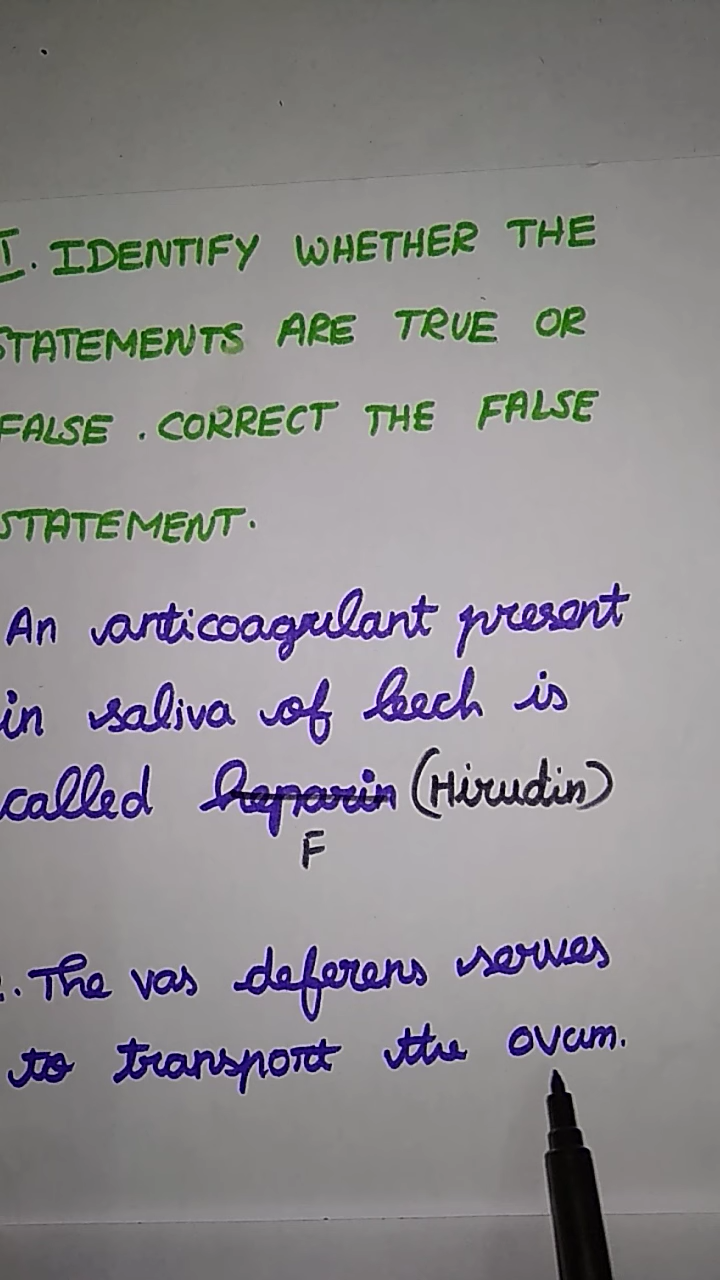 I. IDENTIFY WHETHER THE
STATEMENTS ARE TRUE OR
FALSE. CORRECT THE FALSE
STATEMENT.
An anticoagulant present
in saliva of leech is
called heparin (Hirudin)
F
. The vas deferens serves
to transport the ovum.